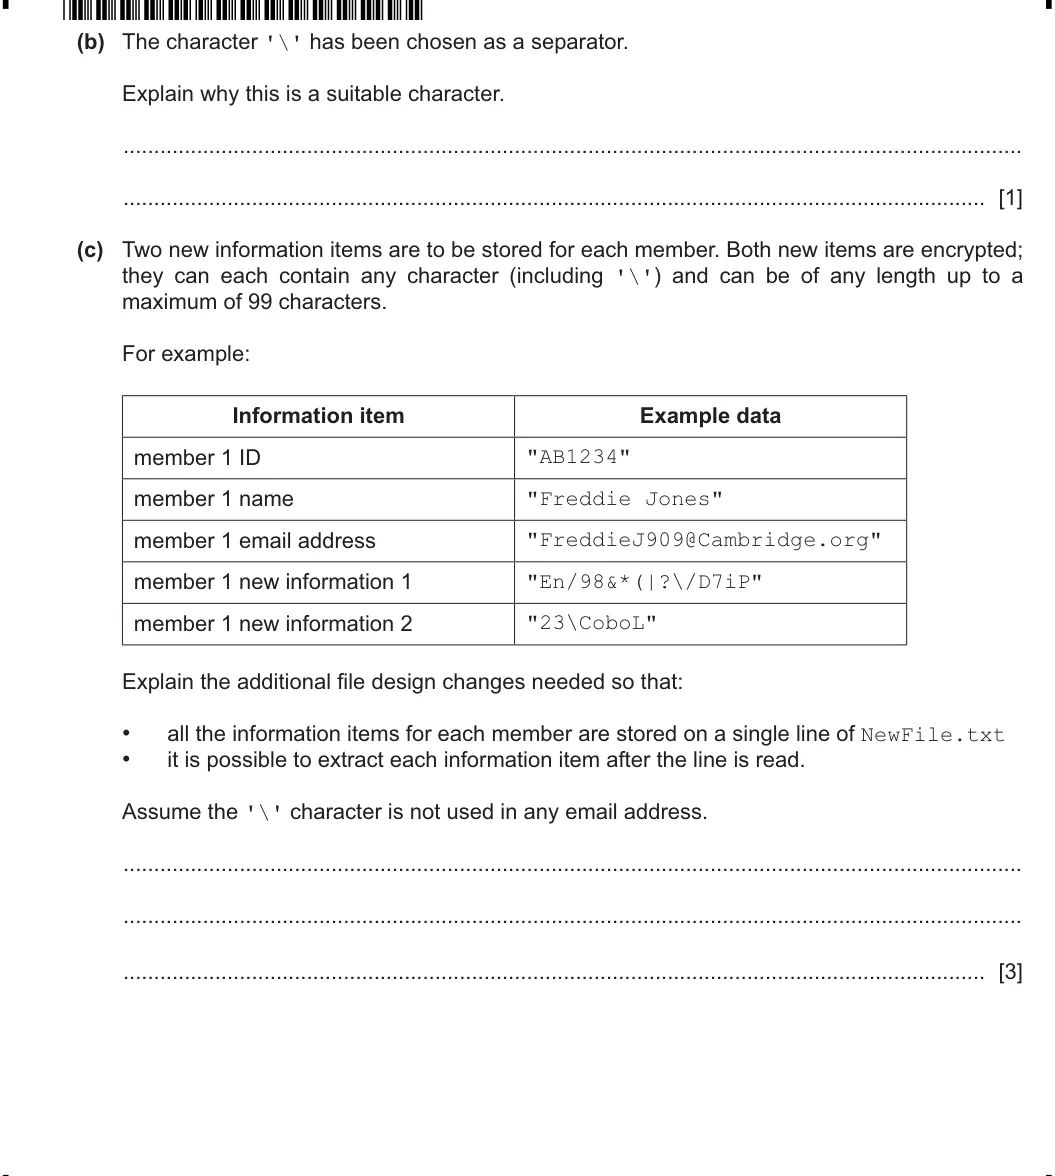 (b) The character '\' has been chosen as a separator.
Explain why this is a suitable character.
................................................................................................................................................
.......................................................................................................................................... [1]
(c) Two new information items are to be stored for each member. Both new items are encrypted;
they can each contain any character (including '\') and can be of any length up to a
maximum of 99 characters.
For example:
Information item Example data
member 1 ID "AB1234"
member 1 name "Freddie Jones"
member 1 email address "FreddieJ909@Cambridge.org"
member 1 new information 1 "En/98&*(|?\/D7iP"
member 1 new information 2 "23\CoboL"
Explain the additional file design changes needed so that:
• all the information items for each member are stored on a single line of NewFile.txt
• it is possible to extract each information item after the line is read.
Assume the '\' character is not used in any email address.
................................................................................................................................................
................................................................................................................................................
.......................................................................................................................................... [3]